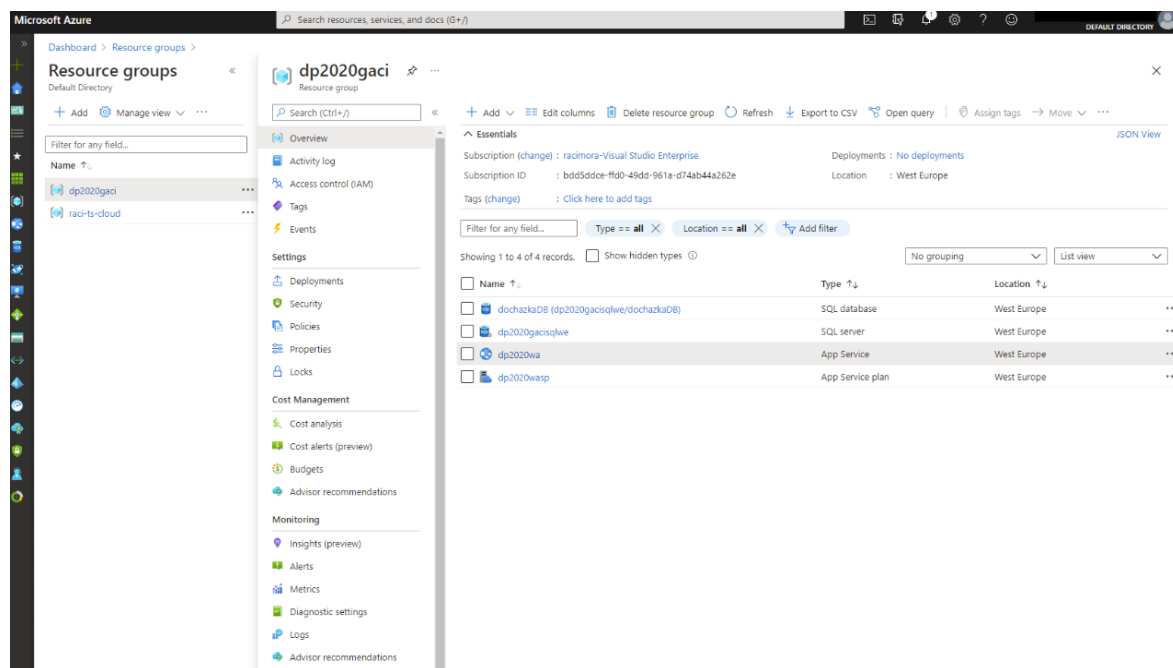 Microsoft Azure
Search resources, services, and docs (G+/)
1
DEFAULT DIRECTORY
Dashboard > Resource groups >
Resource groups
Default Directory
Add Manage view
Filter for any field...
Name
dp2020gaci
raci-ts-cloud
dp2020gaci
Resource group
Search (Ctrl+/)
Overview
Activity log
Access control (IAM)
Tags
Events
Settings
Deployments
Security
Policies
Properties
Locks
Cost Management
Cost analysis
Cost alerts (preview)
Budgets
Advisor recommendations
Monitoring
Insights (preview)
Alerts
Metrics
Diagnostic settings
Logs
Advisor recommendations
Add Edit columns Delete resource group Refresh Export to CSV Open query Assign tags Move
Essentials JSON View
Subscription (change) : racimora-Visual Studio Enterprise Deployments : No deployments
Subscription ID : bdd5ddce-ffd0-49dd-961a-d74ab44a262e Location : West Europe
Tags (change) : Click here to add tags
Filter for any field... Type == all Location == all Add filter
Showing 1 to 4 of 4 records. Show hidden types No grouping List view
Name Type Location
dochazkaDB (dp2020gacisqlwe/dochazkaDB) SQL database West Europe
dp2020gacisqlwe SQL server West Europe
dp2020wa App Service West Europe
dp2020wasp App Service plan West Europe